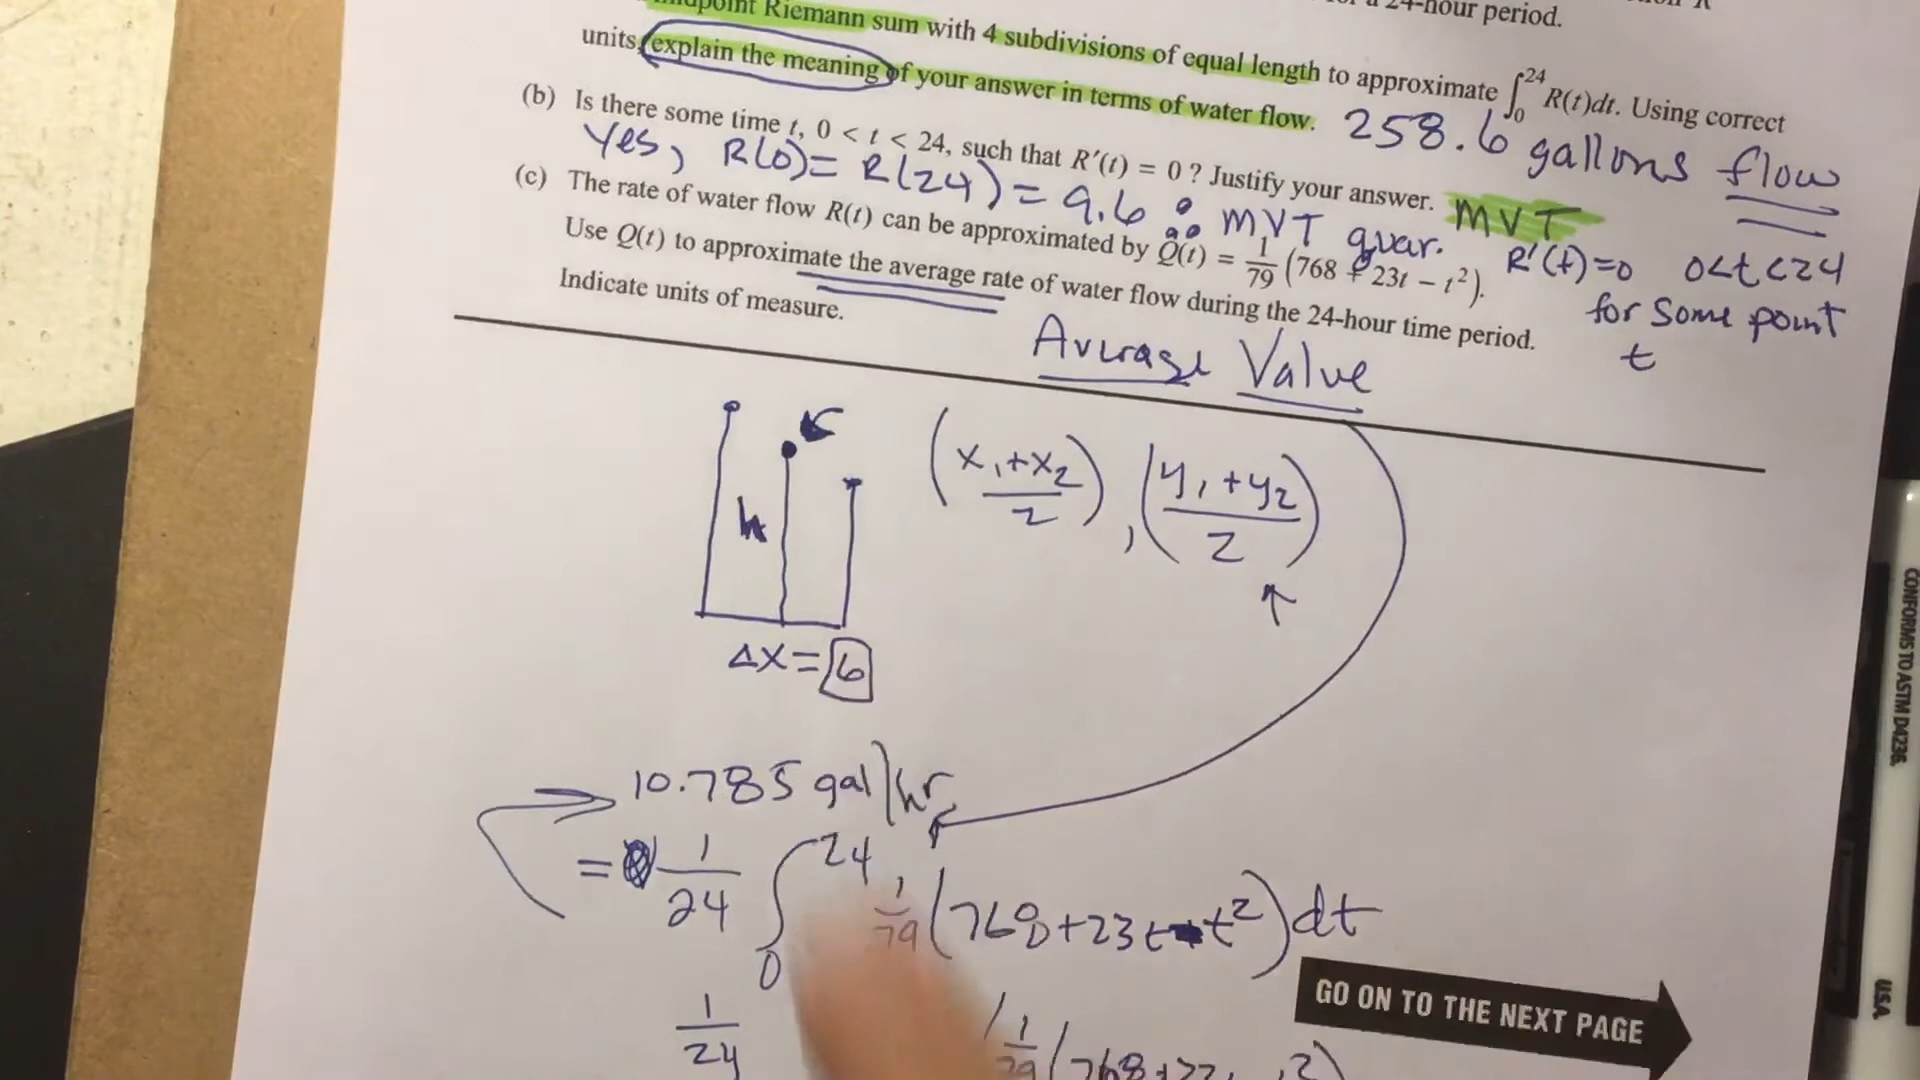 24-hour period.
midpoint Riemann sum with 4 subdivisions of equal length to approximate ∫₀²⁴ R(t)dt. Using correct
units, explain the meaning of your answer in terms of water flow. 258.6 gallons flow
(b) Is there some time t, 0 < t < 24, such that R′(t) = 0 ? Justify your answer. MVT
Yes, R(0) = R(24) = 9.6 ∴ MVT guar. R'(t)=0 0<t<24
for some point
t
(c) The rate of water flow R(t) can be approximated by Q(t) = 1/79 (768 + 23t − t²).
Use Q(t) to approximate the average rate of water flow during the 24-hour time period.
Indicate units of measure.
Average Value
h
(x₁+x₂/2), (y₁+y₂/2)
Δx = 6
10.785 gal/hr
= 1/24 ∫₀²⁴ 1/79 (768+23t-t²)dt
1/24 1/79 (768
GO ON TO THE NEXT PAGE
CONFORMS TO ASTM D4236.
U.S.A.